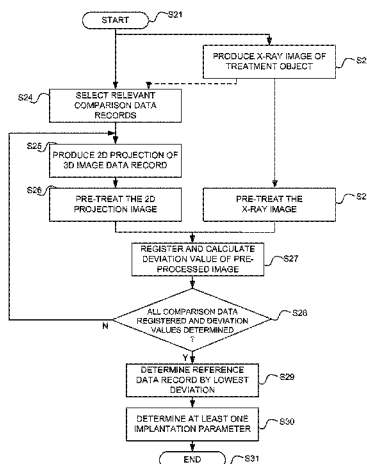 START
S21
PRODUCE X-RAY IMAGE OF
TREATMENT OBJECT
S2
S24
SELECT RELEVANT
COMPARISON DATA
RECORDS
S25
PRODUCE 2D PROJECTION OF
3D IMAGE DATA RECORD
S26
PRE-TREAT THE 2D
PROJECTION IMAGE
PRE-TREAT THE
X-RAY IMAGE
S2
REGISTER AND CALCULATE
DEVIATION VALUE OF PRE-
PROCESSED IMAGE
S27
ALL COMPARISON DATA
REGISTERED AND DEVIATION
VALUES DETERMINED
?
S28
N
Y
DETERMINE REFERENCE
DATA RECORD BY LOWEST
DEVIATION
S29
DETERMINE AT LEAST ONE
IMPLANTATION PARAMETER
S30
END
S31